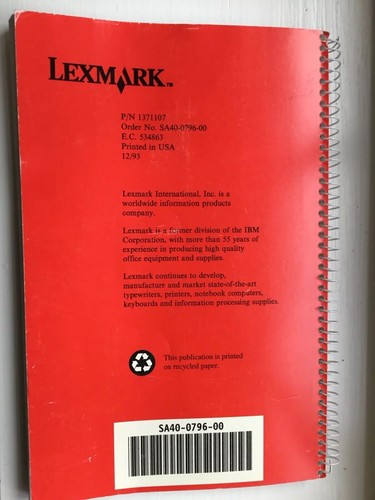 LEXMARK™
P/N 1371107
Order No. SA40-0796-00
E.C. 534863
Printed in USA
12/93
Lexmark International, Inc. is a
worldwide information products
company.
Lexmark is a former division of the IBM
Corporation, with more than 55 years of
experience in producing high quality
office equipment and supplies.
Lexmark continues to develop,
manufacture and market state-of-the-art
typewriters, printers, notebook computers,
keyboards and information processing supplies.
This publication is printed
on recycled paper.
SA40-0796-00